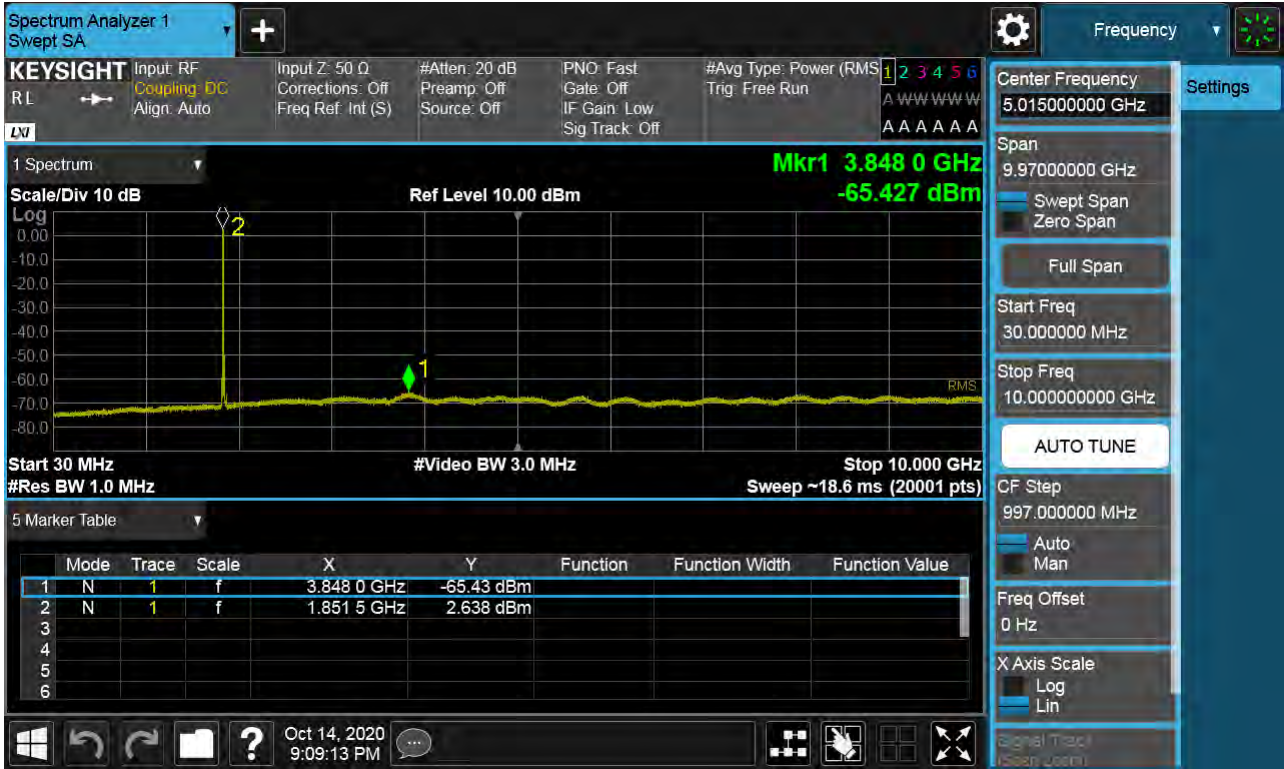 Spectrum Analyzer 1
Swept SA
+
Frequency
KEYSIGHT
R L
LXI
Input: RF
Coupling: DC
Align: Auto
Input Z: 50 Ω
Corrections: Off
Freq Ref: Int (S)
#Atten: 20 dB
Preamp: Off
Source: Off
PNO: Fast
Gate: Off
IF Gain: Low
Sig Track: Off
#Avg Type: Power (RMS
Trig: Free Run
1 2 3 4 5 6
A W W W W W
A A A A A A
1 Spectrum
Mkr1 3.848 0 GHz
-65.427 dBm
Scale/Div 10 dB
Ref Level 10.00 dBm
Log
0.00
-10.0
-20.0
-30.0
-40.0
-50.0
-60.0
-70.0
-80.0
2
1
RMS
Start 30 MHz
#Video BW 3.0 MHz
Stop 10.000 GHz
#Res BW 1.0 MHz
Sweep ~18.6 ms (20001 pts)
5 Marker Table
Mode Trace Scale X Y Function Function Width Function Value
1 N 1 f 3.848 0 GHz -65.43 dBm
2 N 1 f 1.851 5 GHz 2.638 dBm
3
4
5
6
?
Oct 14, 2020
9:09:13 PM
Center Frequency
5.015000000 GHz
Settings
Span
9.97000000 GHz
Swept Span
Zero Span
Full Span
Start Freq
30.000000 MHz
Stop Freq
10.000000000 GHz
AUTO TUNE
CF Step
997.000000 MHz
Auto
Man
Freq Offset
0 Hz
X Axis Scale
Log
Lin
Signal Track
(Span Zoom)